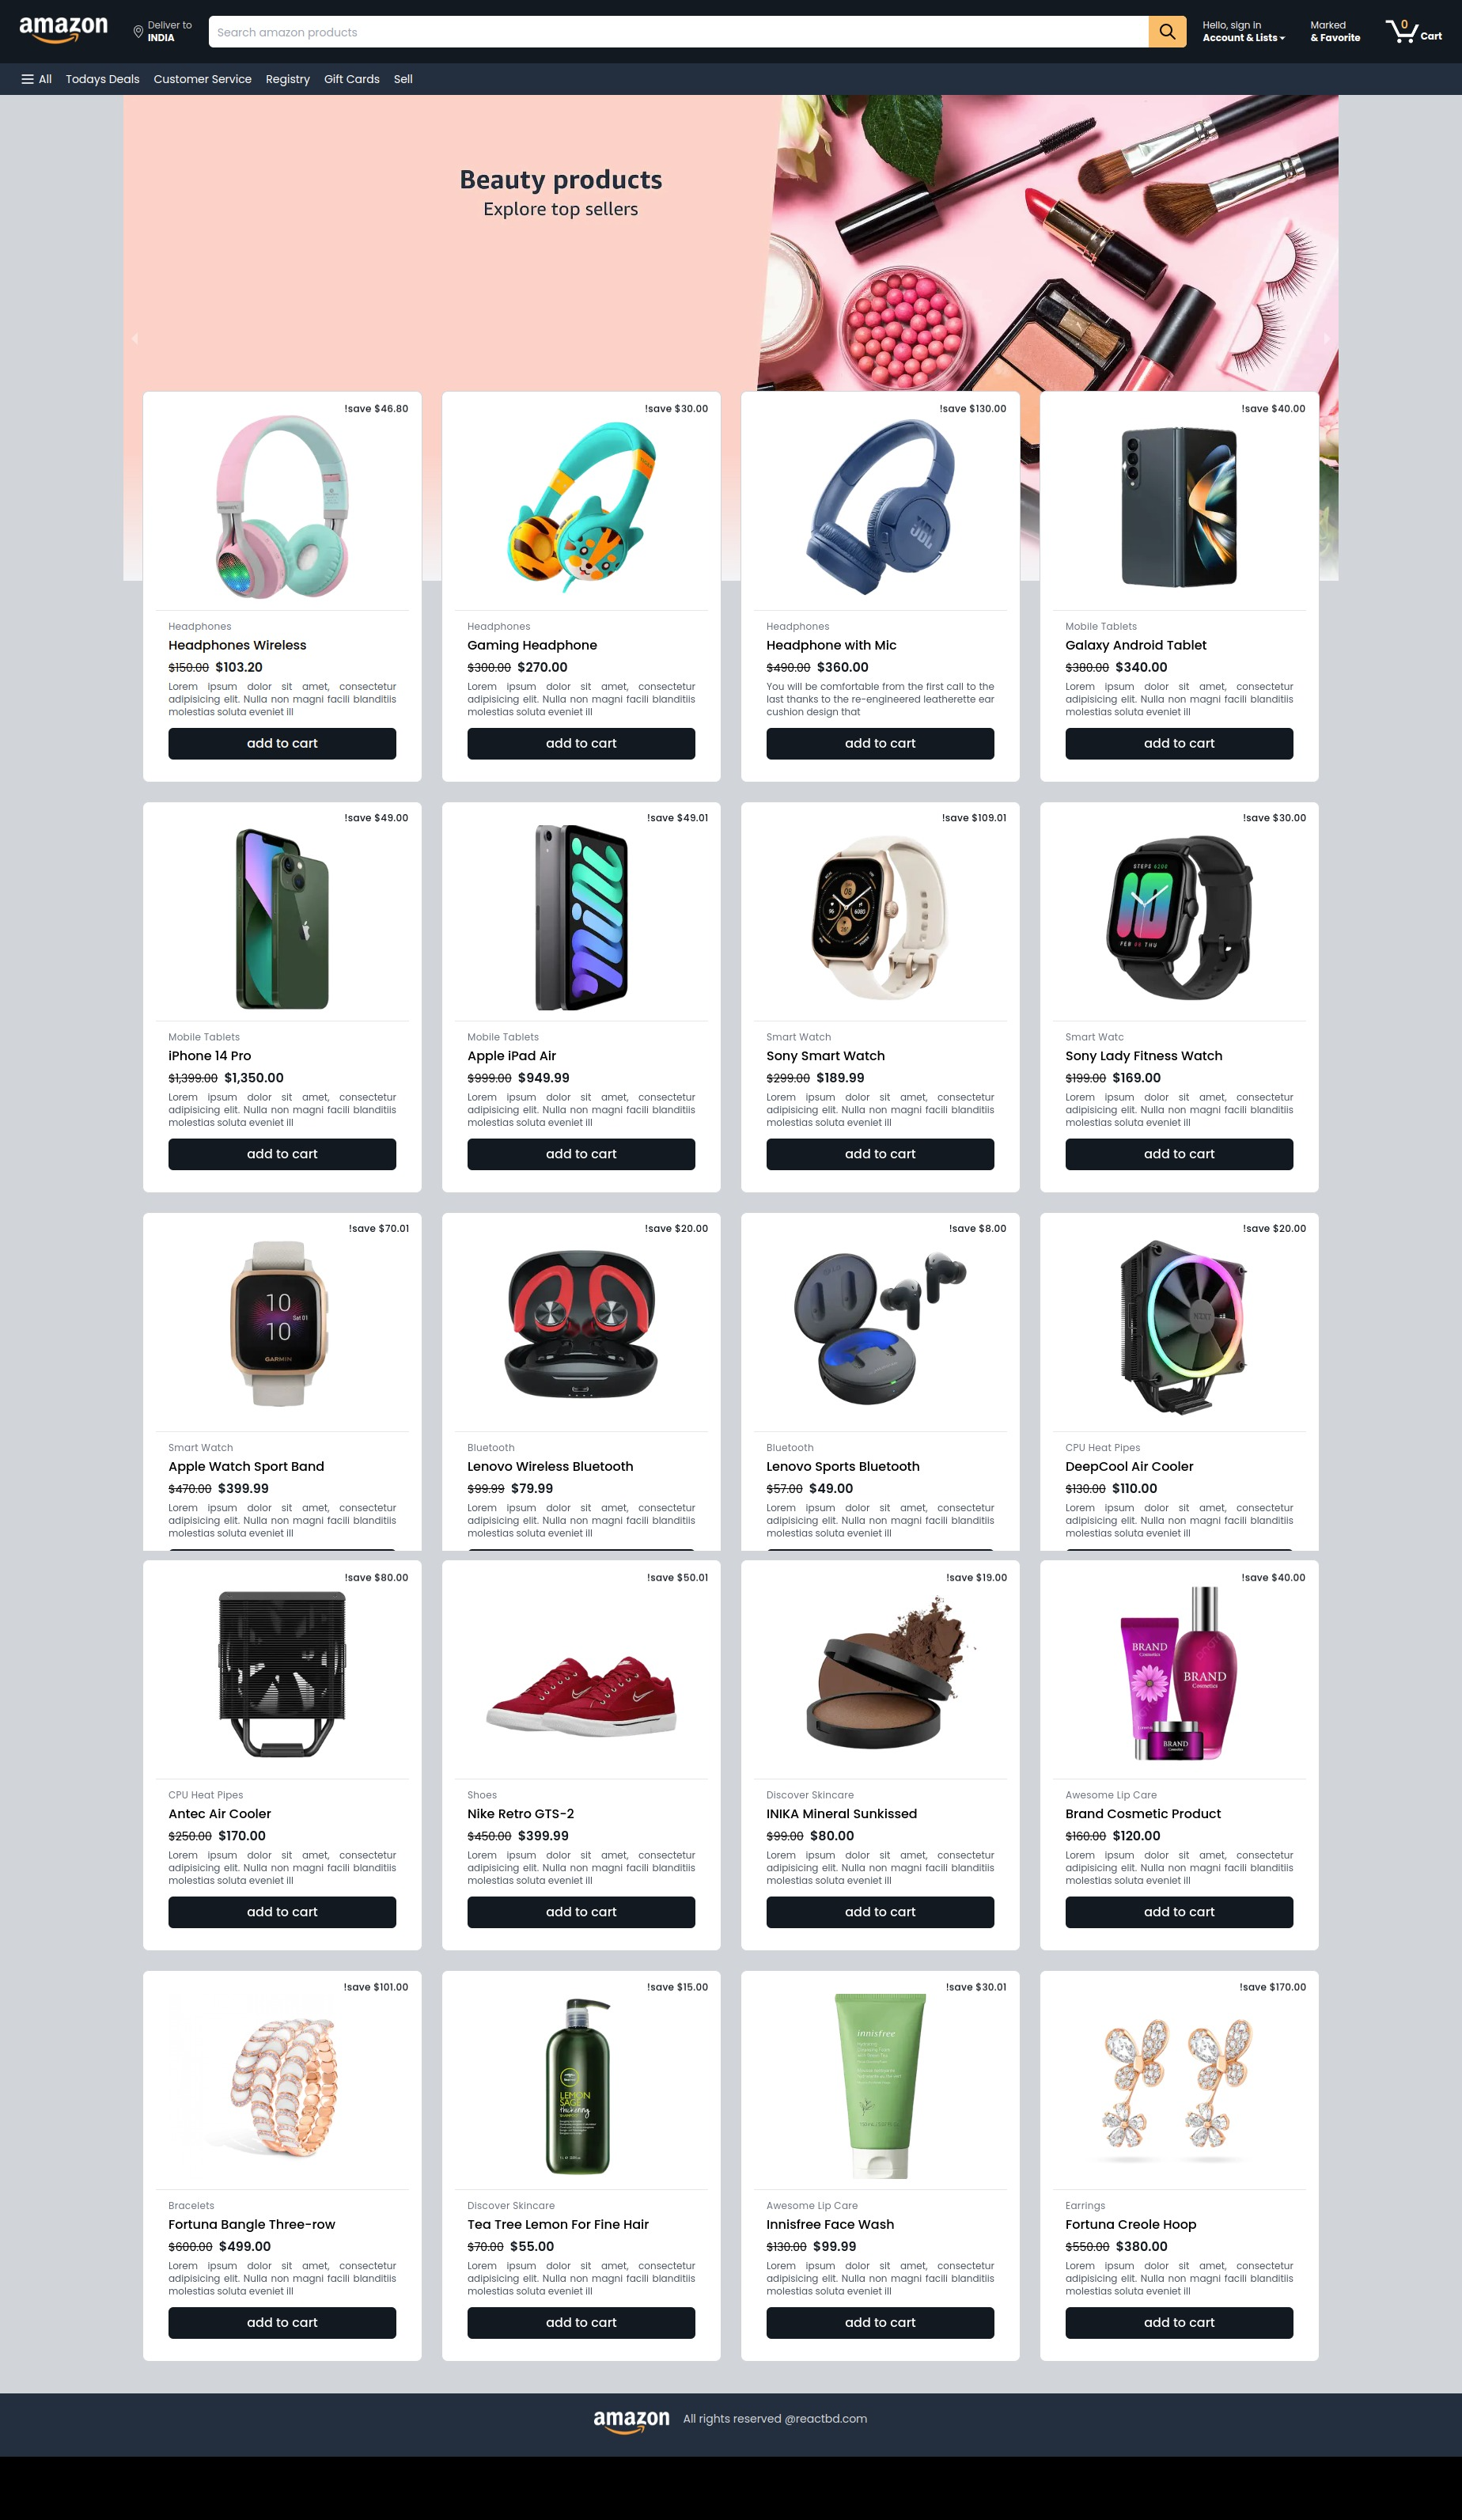 amazon
Deliver to
INDIA
Search amazon products
Hello, sign in
Account & Lists
Marked
& Favorite
0
Cart
All Todays Deals Customer Service Registry Gift Cards Sell
Beauty products
Explore top sellers
!save $46.80
Headphones
Headphones Wireless
$150.00 $103.20
Lorem ipsum dolor sit amet, consectetur
adipisicing elit. Nulla non magni facili blanditiis
molestias soluta eveniet ill
add to cart
!save $30.00
Headphones
Gaming Headphone
$300.00 $270.00
Lorem ipsum dolor sit amet, consectetur
adipisicing elit. Nulla non magni facili blanditiis
molestias soluta eveniet ill
add to cart
!save $130.00
JBL
Headphones
Headphone with Mic
$490.00 $360.00
You will be comfortable from the first call to the
last thanks to the re-engineered leatherette ear
cushion design that
add to cart
!save $40.00
Mobile Tablets
Galaxy Android Tablet
$380.00 $340.00
Lorem ipsum dolor sit amet, consectetur
adipisicing elit. Nulla non magni facili blanditiis
molestias soluta eveniet ill
add to cart
!save $49.00
Mobile Tablets
iPhone 14 Pro
$1,399.00 $1,350.00
Lorem ipsum dolor sit amet, consectetur
adipisicing elit. Nulla non magni facili blanditiis
molestias soluta eveniet ill
add to cart
!save $49.01
mini
Mobile Tablets
Apple iPad Air
$999.00 $949.99
Lorem ipsum dolor sit amet, consectetur
adipisicing elit. Nulla non magni facili blanditiis
molestias soluta eveniet ill
add to cart
!save $109.01
08
Smart Watch
Sony Smart Watch
$299.00 $189.99
Lorem ipsum dolor sit amet, consectetur
adipisicing elit. Nulla non magni facili blanditiis
molestias soluta eveniet ill
add to cart
!save $30.00
STEPS 6200
10
FEB 04 THU
Smart Watc
Sony Lady Fitness Watch
$199.00 $169.00
Lorem ipsum dolor sit amet, consectetur
adipisicing elit. Nulla non magni facili blanditiis
molestias soluta eveniet ill
add to cart
!save $70.01
10
Sat 01
10
GARMIN
Smart Watch
Apple Watch Sport Band
$470.00 $399.99
Lorem ipsum dolor sit amet, consectetur
adipisicing elit. Nulla non magni facili blanditiis
molestias soluta eveniet ill
!save $20.00
Bluetooth
Lenovo Wireless Bluetooth
$99.99 $79.99
Lorem ipsum dolor sit amet, consectetur
adipisicing elit. Nulla non magni facili blanditiis
molestias soluta eveniet ill
!save $8.00
Bluetooth
Lenovo Sports Bluetooth
$57.00 $49.00
Lorem ipsum dolor sit amet, consectetur
adipisicing elit. Nulla non magni facili blanditiis
molestias soluta eveniet ill
!save $20.00
NZXT
CPU Heat Pipes
DeepCool Air Cooler
$130.00 $110.00
Lorem ipsum dolor sit amet, consectetur
adipisicing elit. Nulla non magni facili blanditiis
molestias soluta eveniet ill
!save $80.00
CPU Heat Pipes
Antec Air Cooler
$250.00 $170.00
Lorem ipsum dolor sit amet, consectetur
adipisicing elit. Nulla non magni facili blanditiis
molestias soluta eveniet ill
add to cart
!save $50.01
Shoes
Nike Retro GTS-2
$450.00 $399.99
Lorem ipsum dolor sit amet, consectetur
adipisicing elit. Nulla non magni facili blanditiis
molestias soluta eveniet ill
add to cart
!save $19.00
Discover Skincare
INIKA Mineral Sunkissed
$99.00 $80.00
Lorem ipsum dolor sit amet, consectetur
adipisicing elit. Nulla non magni facili blanditiis
molestias soluta eveniet ill
add to cart
!save $40.00
BRAND
Cosmetics
BRAND
Cosmetics
BRAND
Cosmetics
Awesome Lip Care
Brand Cosmetic Product
$160.00 $120.00
Lorem ipsum dolor sit amet, consectetur
adipisicing elit. Nulla non magni facili blanditiis
molestias soluta eveniet ill
add to cart
!save $101.00
Bracelets
Fortuna Bangle Three-row
$600.00 $499.00
Lorem ipsum dolor sit amet, consectetur
adipisicing elit. Nulla non magni facili blanditiis
molestias soluta eveniet ill
add to cart
!save $15.00
LEMON
SAGE
thickening
Discover Skincare
Tea Tree Lemon For Fine Hair
$70.00 $55.00
Lorem ipsum dolor sit amet, consectetur
adipisicing elit. Nulla non magni facili blanditiis
molestias soluta eveniet ill
add to cart
!save $30.01
innisfree
Awesome Lip Care
Innisfree Face Wash
$130.00 $99.99
Lorem ipsum dolor sit amet, consectetur
adipisicing elit. Nulla non magni facili blanditiis
molestias soluta eveniet ill
add to cart
!save $170.00
Earrings
Fortuna Creole Hoop
$550.00 $380.00
Lorem ipsum dolor sit amet, consectetur
adipisicing elit. Nulla non magni facili blanditiis
molestias soluta eveniet ill
add to cart
amazon All rights reserved @reactbd.com